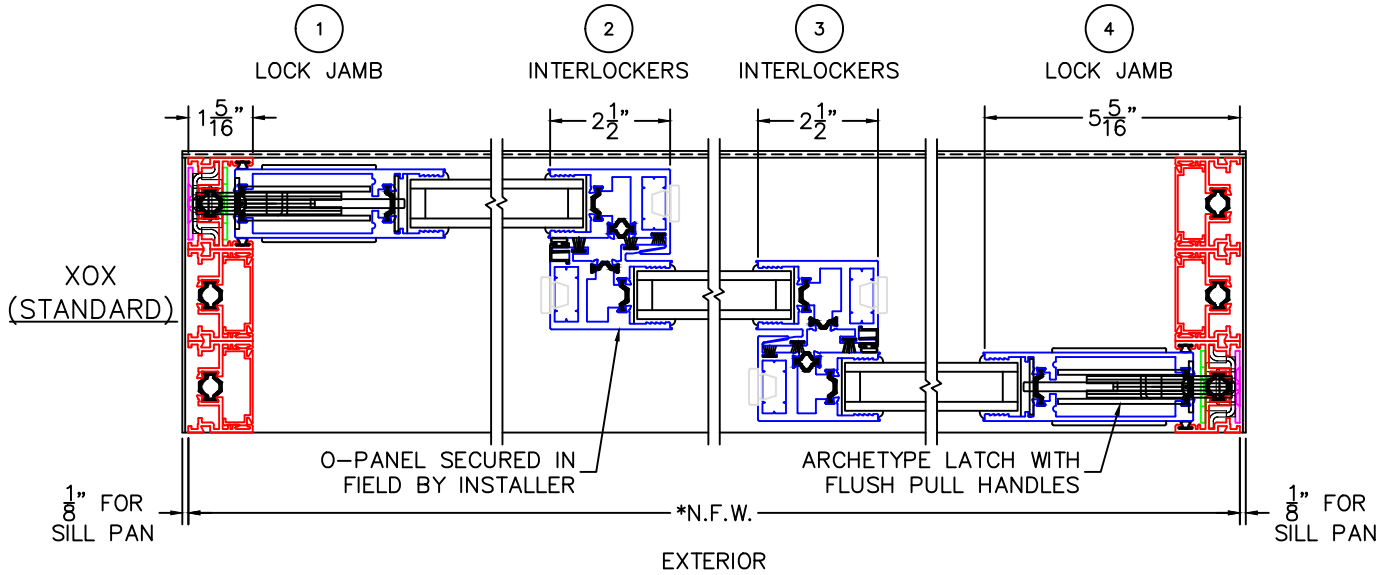 1
2
3
4
LOCK JAMB
INTERLOCKERS
INTERLOCKERS
LOCK JAMB
1 5/16"
2 1/2"
2 1/2"
5 5/16"
XOX
(STANDARD)
O-PANEL SECURED IN
FIELD BY INSTALLER
ARCHETYPE LATCH WITH
FLUSH PULL HANDLES
1/8" FOR
SILL PAN
*N.F.W.
1/8" FOR
SILL PAN
EXTERIOR